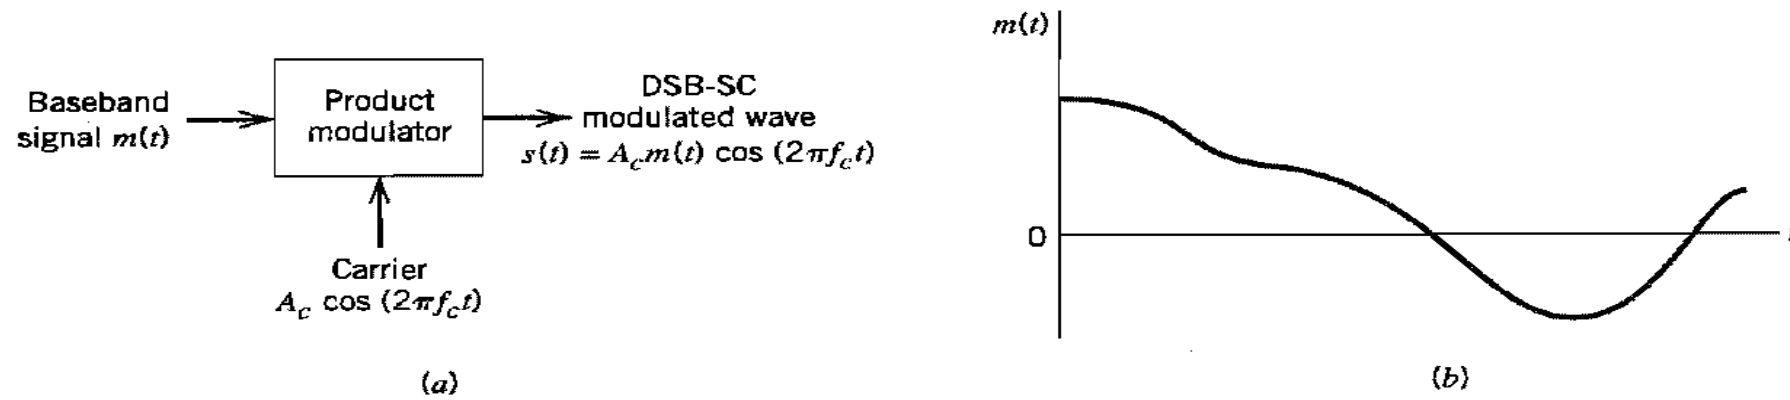 Baseband
signal m(t)
Product
modulator
DSB-SC
modulated wave
s(t) = A_c m(t) cos (2πf_c t)
Carrier
A_c cos (2πf_c t)
(a)
m(t)
0
(b)